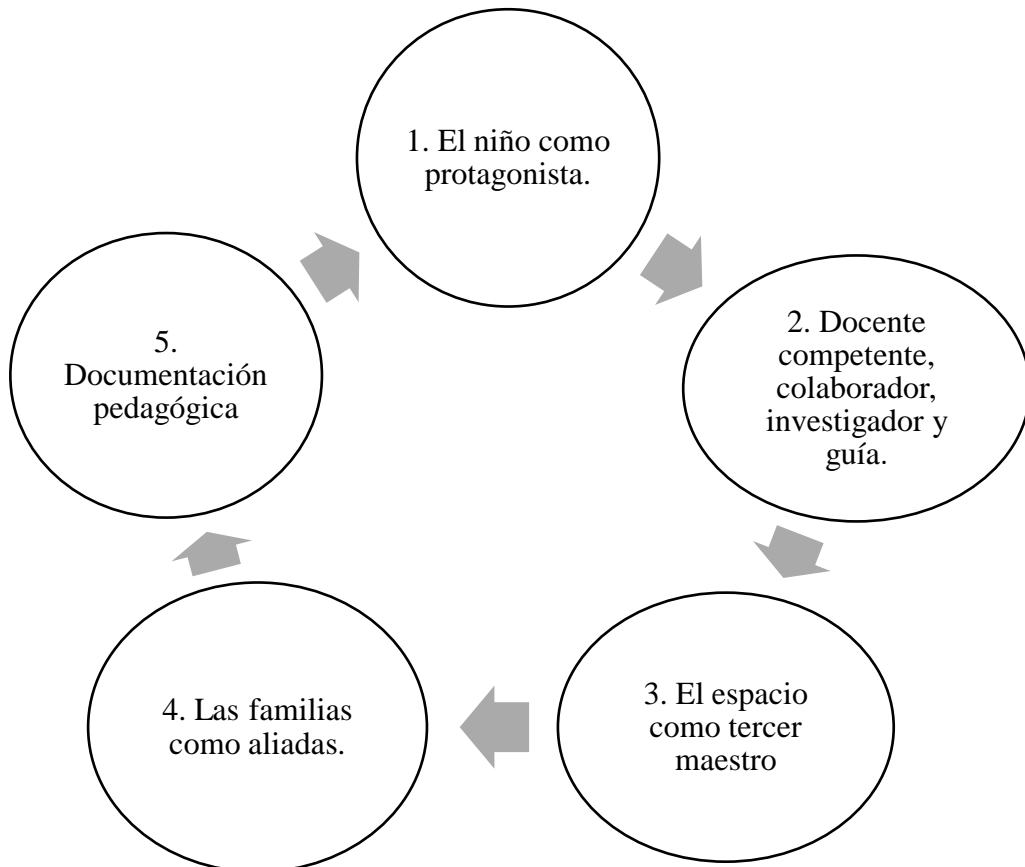 1. El niño como
protagonista.
2. Docente
competente,
colaborador,
investigador y
guía.
3. El espacio
como tercer
maestro
4. Las familias
como aliadas.
5.
Documentación
pedagógica